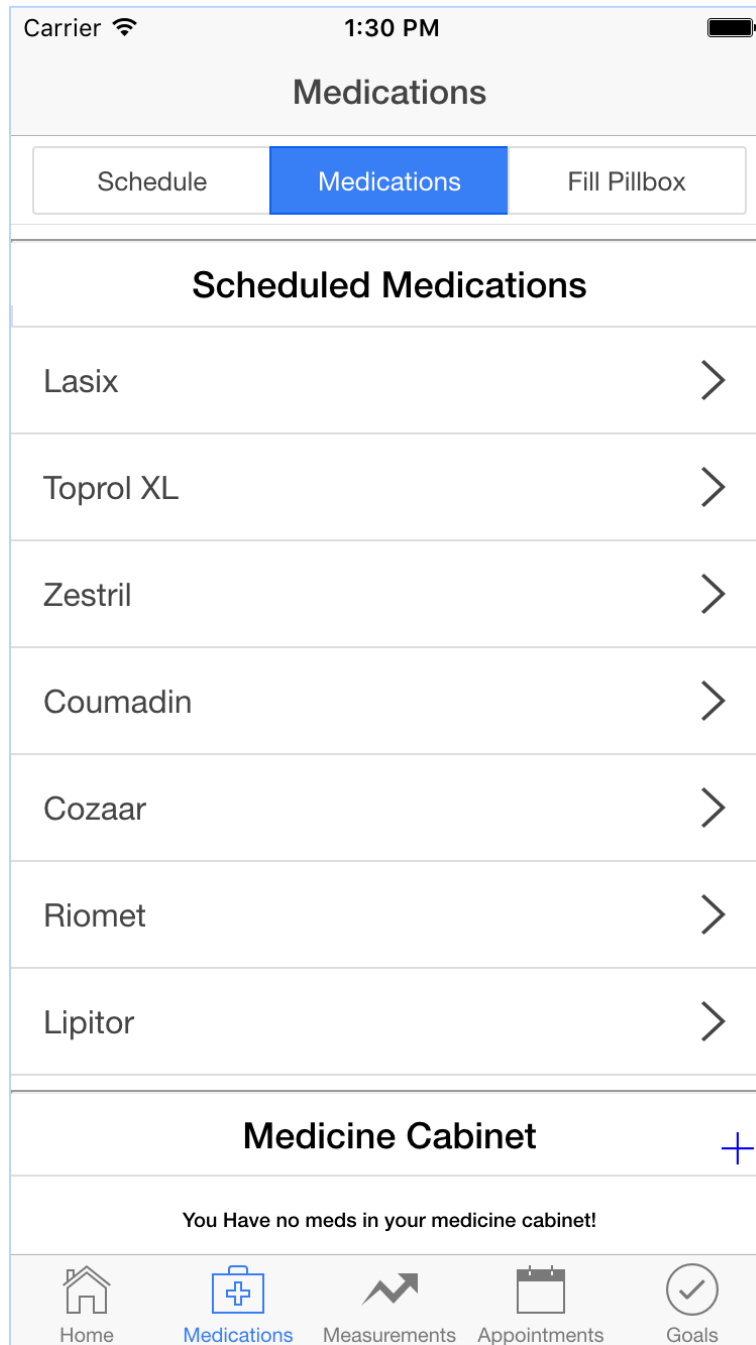 Carrier 1:30 PM
Medications
Schedule Medications Fill Pillbox
Scheduled Medications
Lasix
Toprol XL
Zestril
Coumadin
Cozaar
Riomet
Lipitor
Medicine Cabinet +
You Have no meds in your medicine cabinet!
Home Medications Measurements Appointments Goals